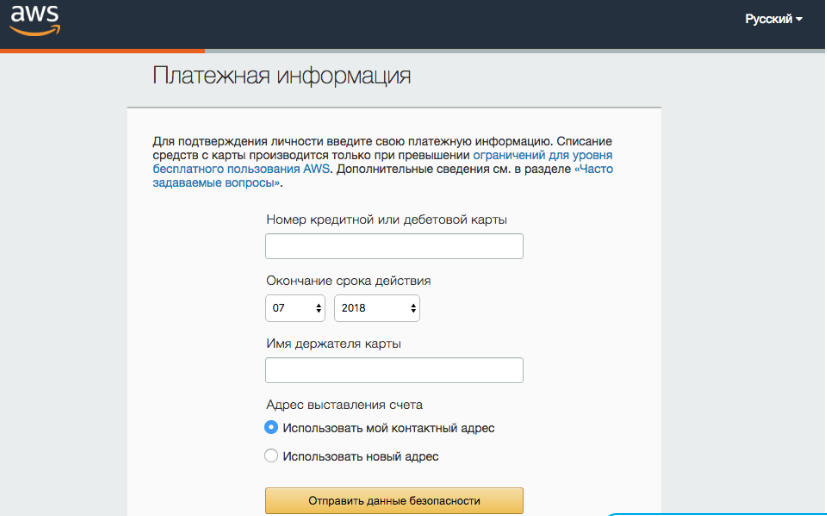 aws
Русский
Платежная информация
Для подтверждения личности введите свою платежную информацию. Списание
средств с карты производится только при превышении ограничений для уровня
бесплатного пользования AWS. Дополнительные сведения см. в разделе «Часто
задаваемые вопросы».
Номер кредитной или дебетовой карты
Окончание срока действия
07 2018
Имя держателя карты
Адрес выставления счета
Использовать мой контактный адрес
Использовать новый адрес
Отправить данные безопасности